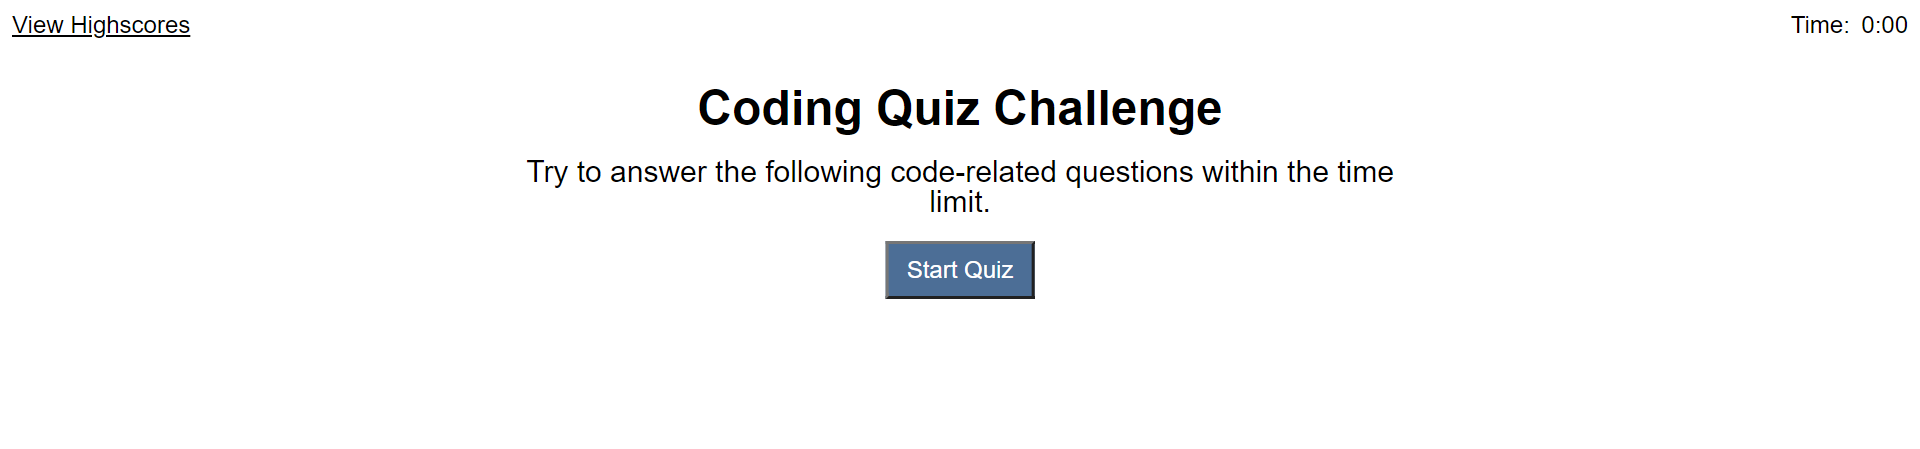 View Highscores
Time: 0:00
Coding Quiz Challenge
Try to answer the following code-related questions within the time
limit.
Start Quiz